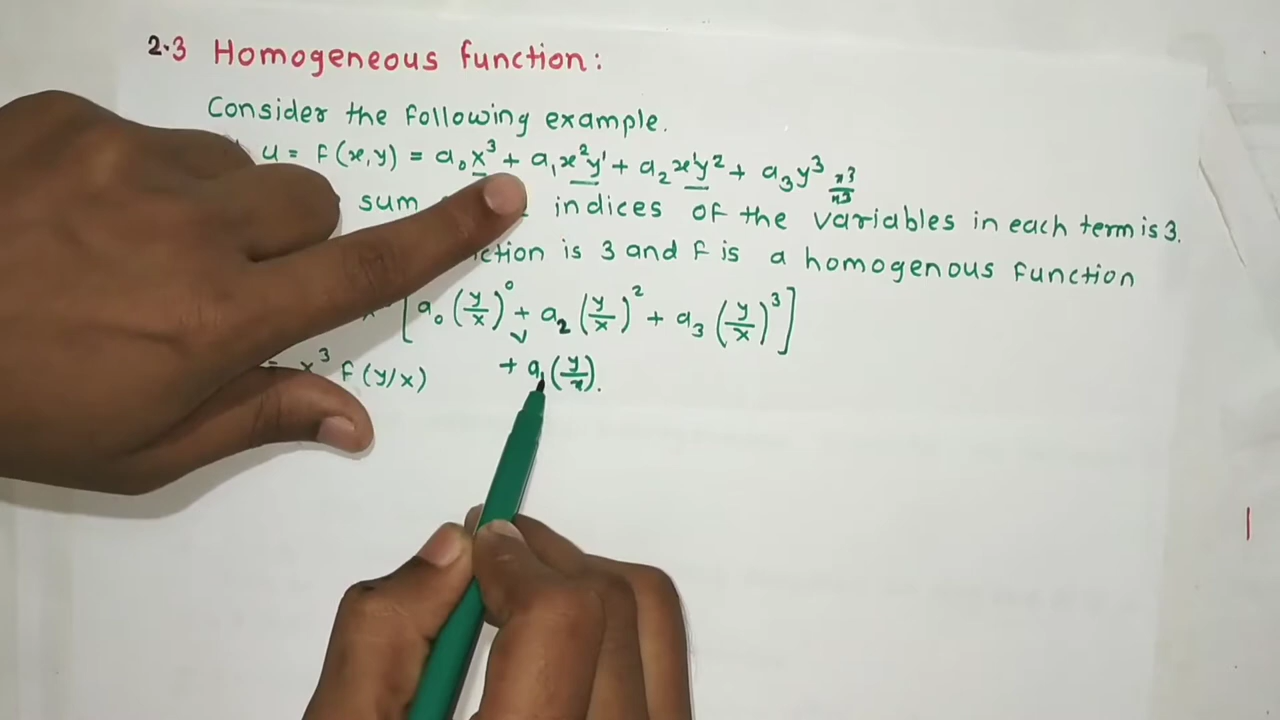 2.3 Homogeneous function:
Consider the following example.
u = f(x,y) = a₀x³ + a₁x²y¹ + a₂x¹y² + a₃y³ x³/x³
sum indices of the variables in each term is 3.
ction is 3 and f is a homogenous function
[a₀(y/x)⁰ + a₂(y/x)² + a₃(y/x)³]
= x³ f(y/x) + a₁(y/x).